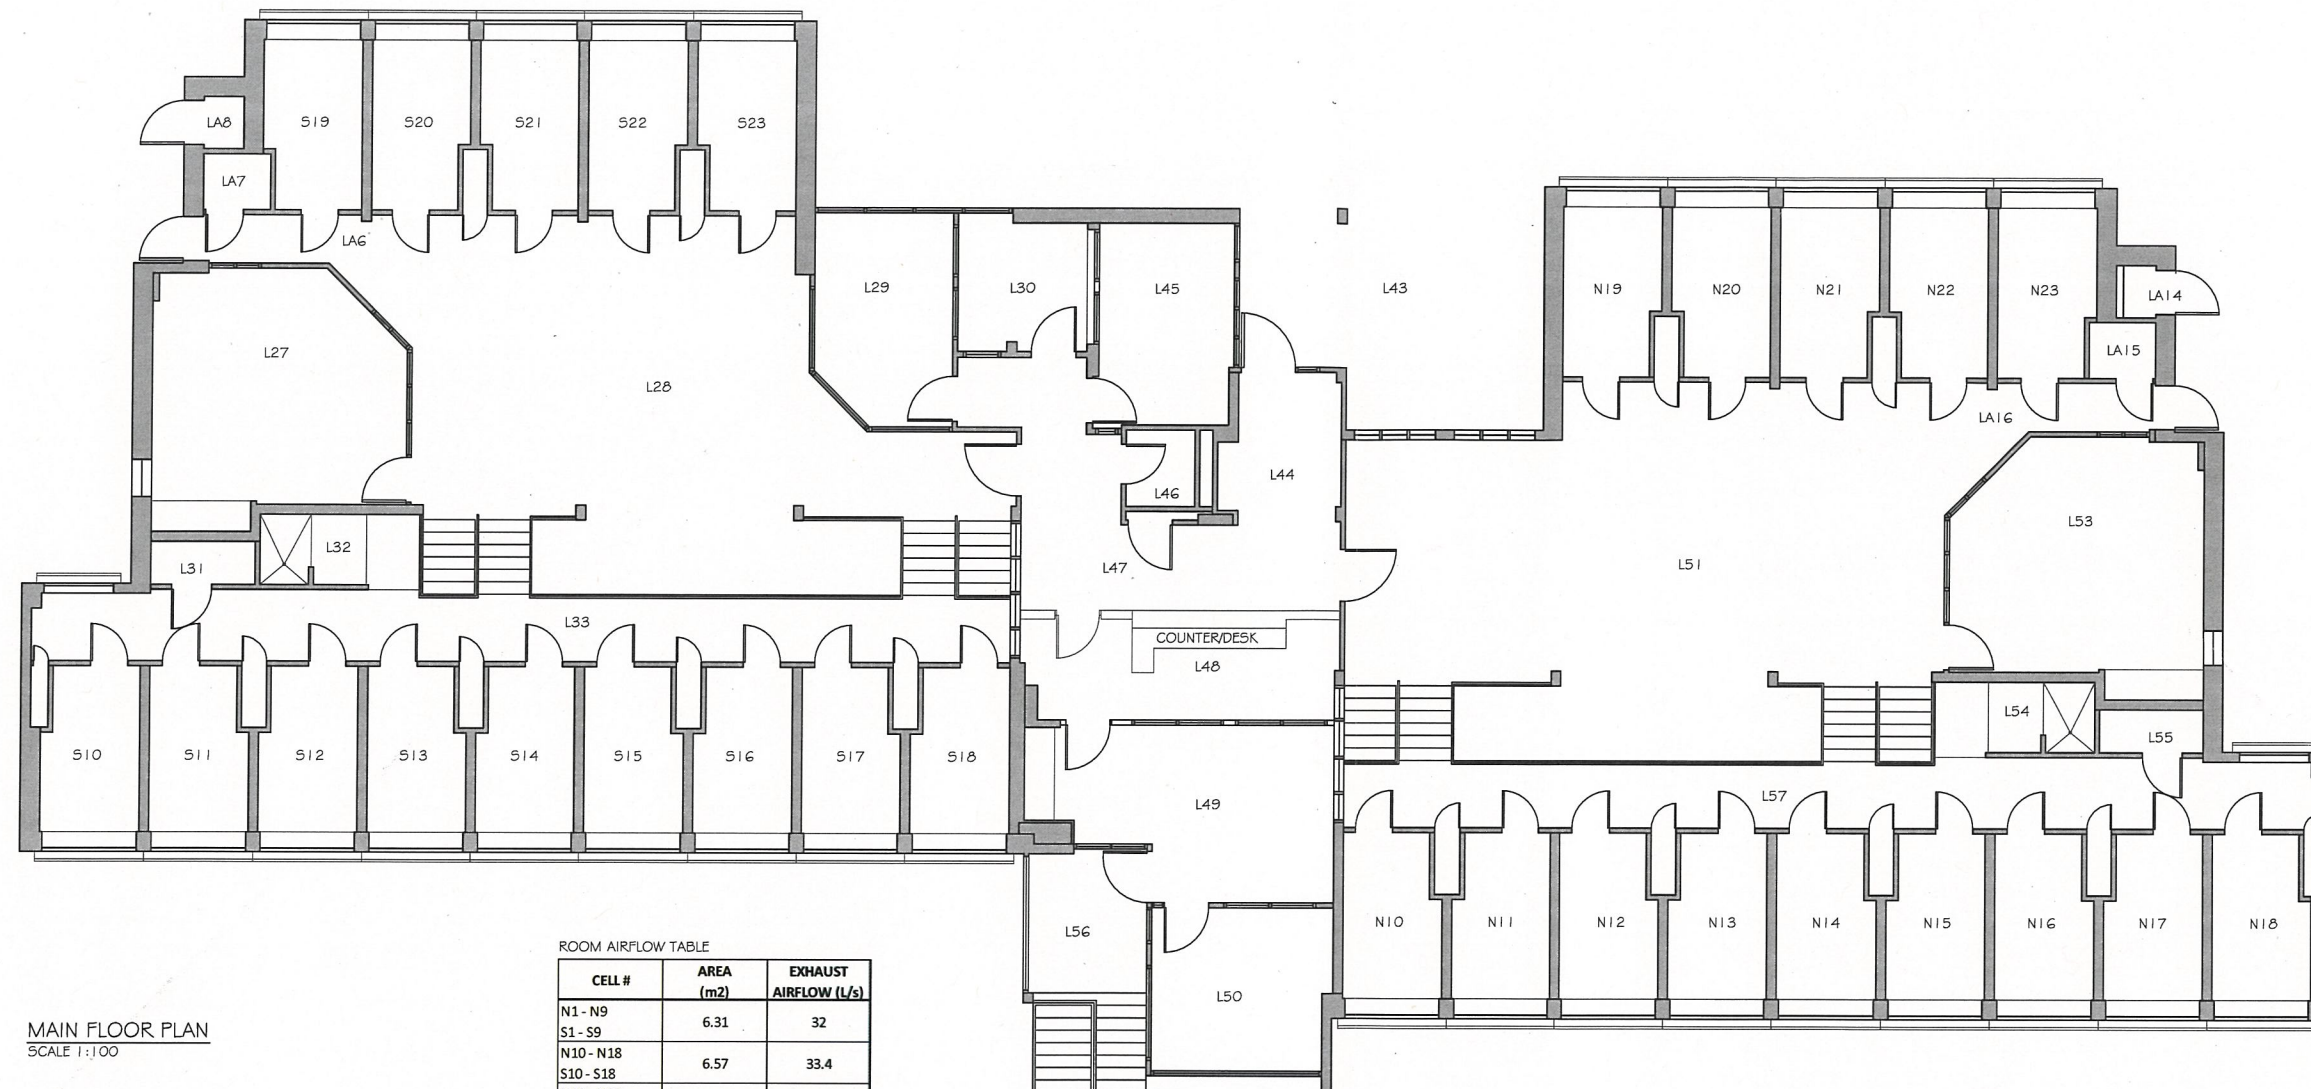 LA8
S19
S20
S21
S22
S23
LA7
LA6
L29
L30
L45
L43
N19
N20
N21
N22
N23
LA14
LA15
LA16
L27
L28
L44
L46
L53
L51
L32
L31
L47
L33
COUNTER/DESK
L48
L54
L55
S10
S11
S12
S13
S14
S15
S16
S17
S18
L49
L57
N10
N11
N12
N13
N14
N15
N16
N17
N18
L56
L50
ROOM AIRFLOW TABLE
CELL # AREA (m2) EXHAUST AIRFLOW (L/s)
N1 - N9
S1 - S9 6.31 32
N10 - N18
S10 - S18 6.57 33.4
MAIN FLOOR PLAN
SCALE 1:100